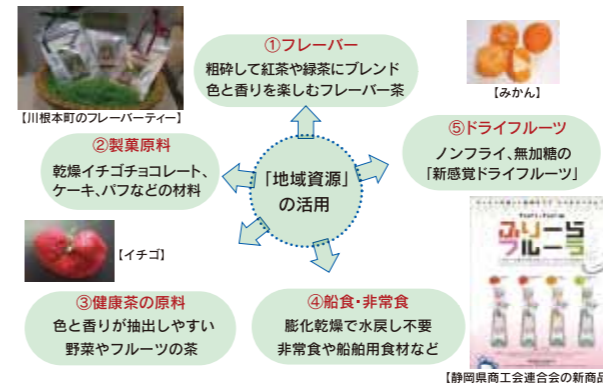 ①フレーバー
粗砕して紅茶や緑茶にブレンド
色と香りを楽しむフレーバー茶
【川根本町のフレーバーティー】
【みかん】
②製菓原料
乾燥イチゴチョコレート、
ケーキ、パフなどの材料
「地域資源」
の活用
⑤ドライフルーツ
ノンフライ、無加糖の
「新感覚ドライフルーツ」
【イチゴ】
③健康茶の原料
色と香りが抽出しやすい
野菜やフルーツの茶
④船食・非常食
膨化乾燥で水戻し不要
非常食や船舶用食材など
ふりーら
フルーラ
【静岡県商工会連合会の新商品